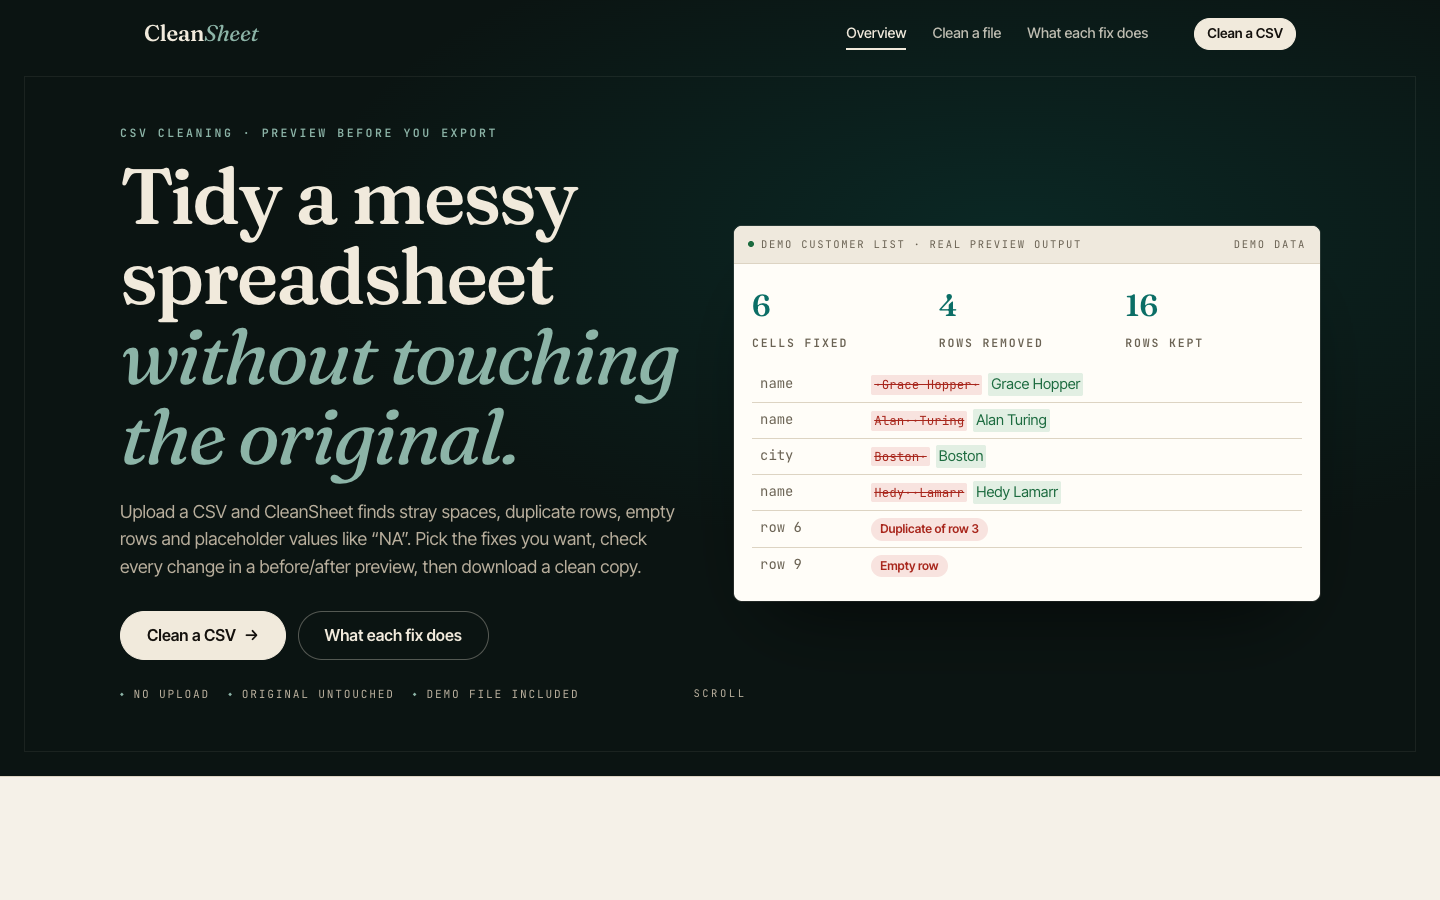 CleanSheet
Overview
Clean a file
What each fix does
Clean a CSV
CSV CLEANING · PREVIEW BEFORE YOU EXPORT
Tidy a messy
spreadsheet
without touching
the original.
Upload a CSV and CleanSheet finds stray spaces, duplicate rows, empty
rows and placeholder values like “NA”. Pick the fixes you want, check
every change in a before/after preview, then download a clean copy.
Clean a CSV →
What each fix does
NO UPLOAD
ORIGINAL UNTOUCHED
DEMO FILE INCLUDED
SCROLL
DEMO CUSTOMER LIST · REAL PREVIEW OUTPUT
DEMO DATA
6
CELLS FIXED
4
ROWS REMOVED
16
ROWS KEPT
name ·Grace Hopper· Grace Hopper
name Alan··Turing Alan Turing
city Boston· Boston
name Hedy··Lamarr Hedy Lamarr
row 6 Duplicate of row 3
row 9 Empty row